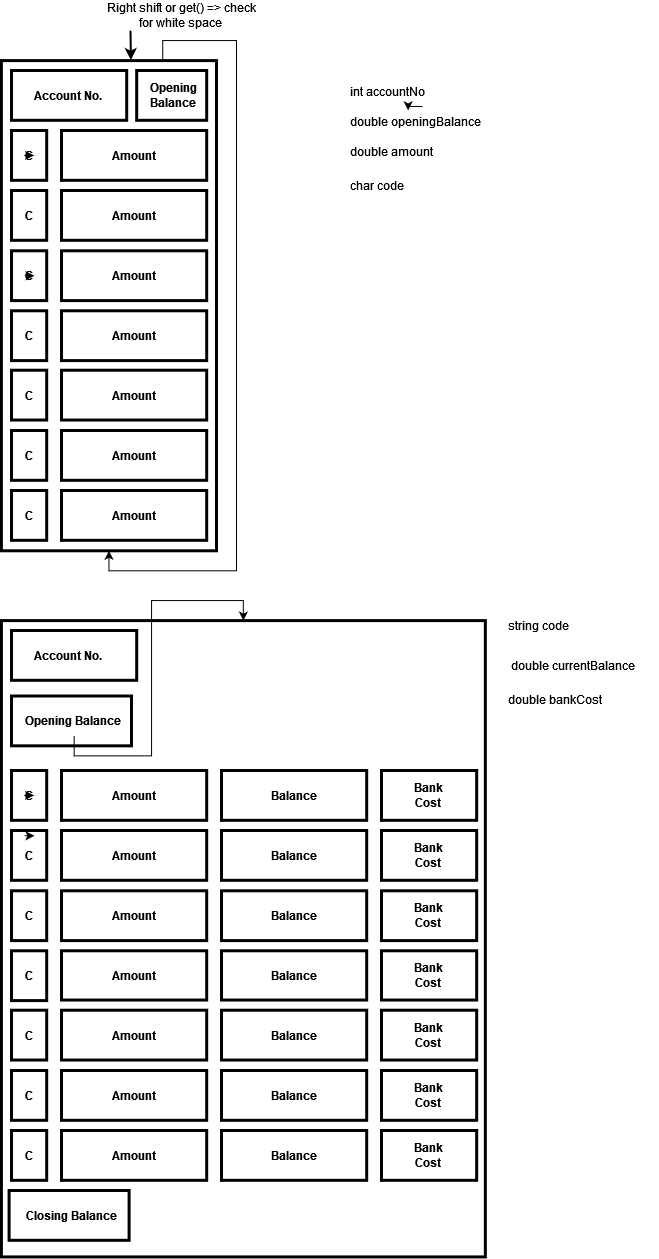 Right shift or get() => check
for white space
Account No.
Opening
Balance
int accountNo
double openingBalance
double amount
char code
C Amount
C Amount
C Amount
C Amount
C Amount
C Amount
C Amount
Account No.
Opening Balance
string code
double currentBalance
double bankCost
C Amount Balance Bank
Cost
C Amount Balance Bank
Cost
C Amount Balance Bank
Cost
C Amount Balance Bank
Cost
C Amount Balance Bank
Cost
C Amount Balance Bank
Cost
C Amount Balance Bank
Cost
Closing Balance